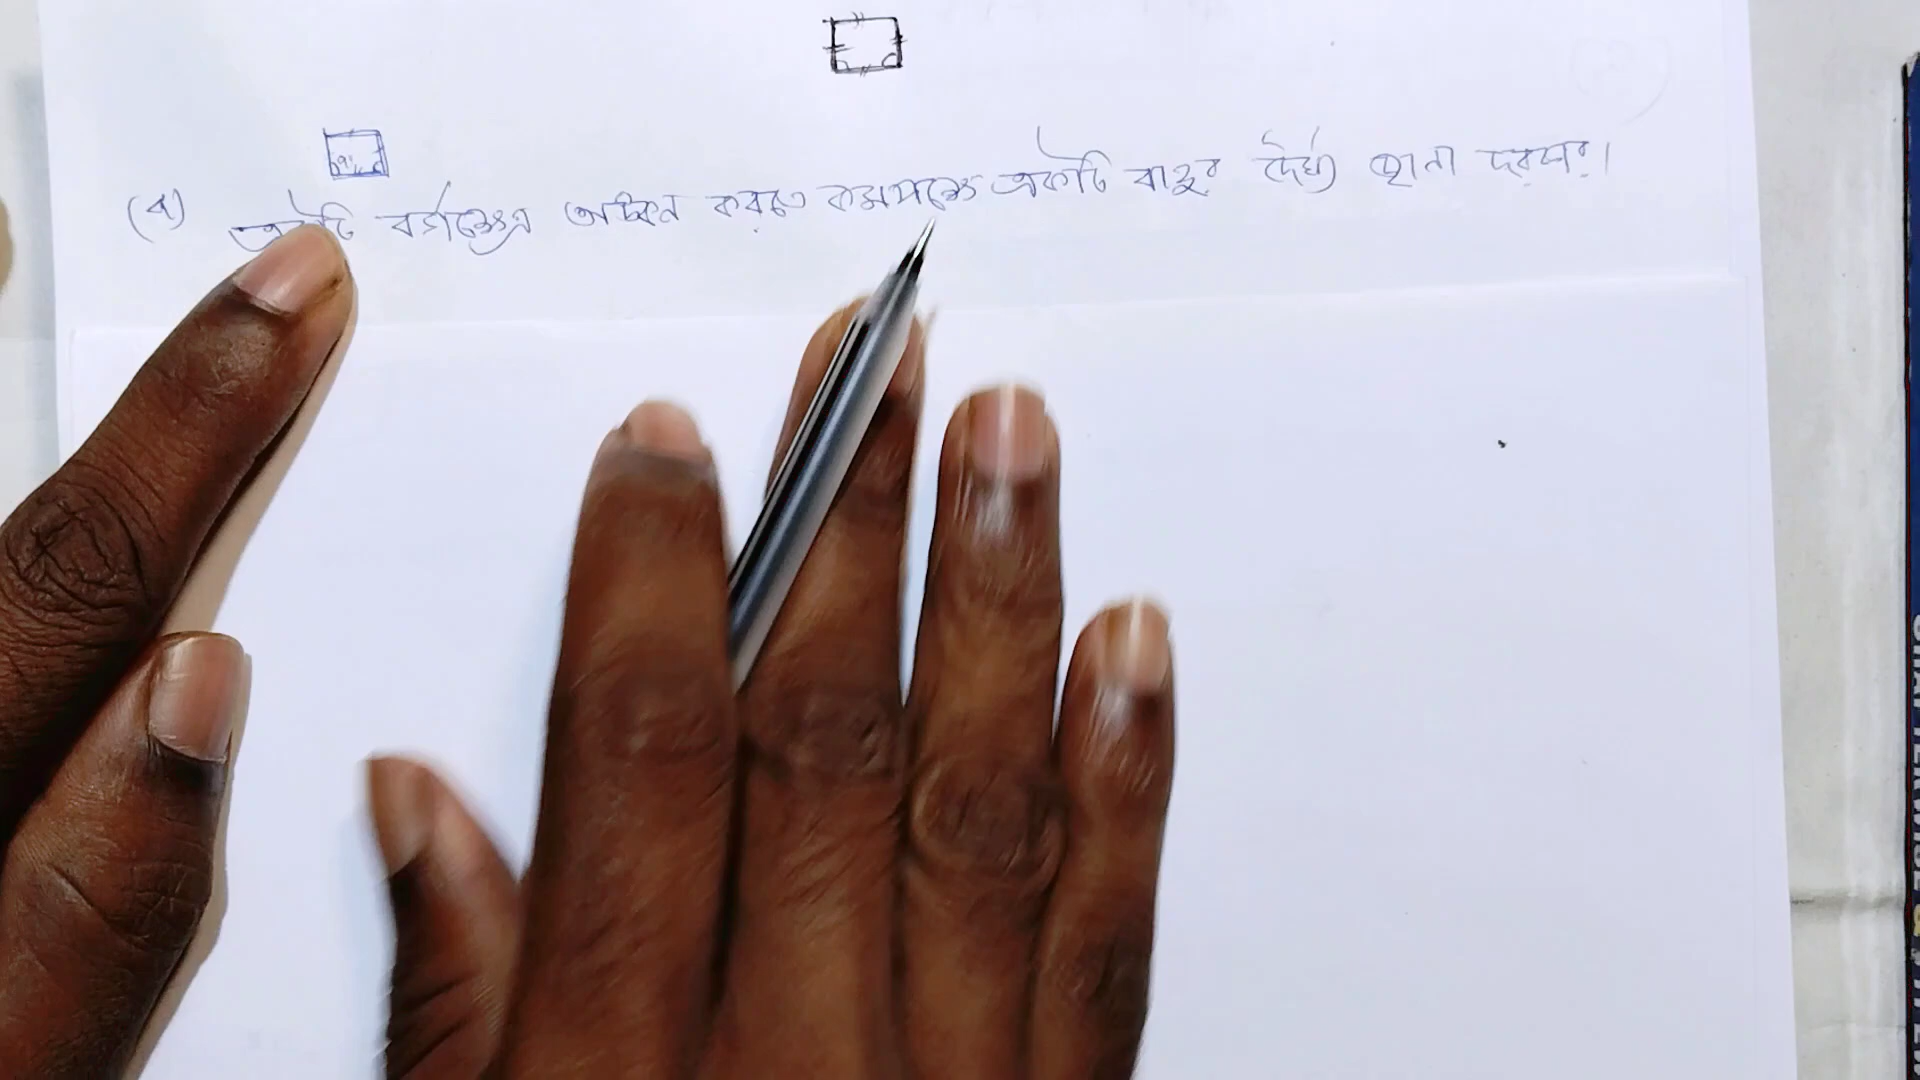 (ব) একটি বর্গক্ষেত্র অঙ্কন করতে কমপক্ষে একটি বাহুর দৈর্ঘ্য জানা দরকার।